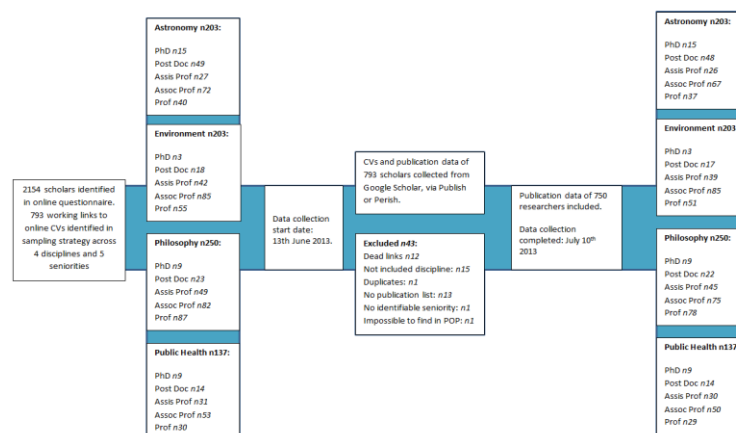 2154 scholars identified
in online questionnaire.
793 working links to
online CVs identified in
sampling strategy across
4 disciplines and 5
seniorities
Astronomy n203:
PhD n15
Post Doc n49
Assis Prof n27
Assoc Prof n72
Prof n40
Environment n203:
PhD n3
Post Doc n18
Assis Prof n42
Assoc Prof n85
Prof n55
Philosophy n250:
PhD n9
Post Doc n23
Assis Prof n49
Assoc Prof n82
Prof n87
Public Health n137:
PhD n9
Post Doc n14
Assis Prof n31
Assoc Prof n53
Prof n30
Data collection
start date:
13th June 2013.
CVs and publication data of
793 scholars collected from
Google Scholar, via Publish
or Perish.
Excluded n43:
Dead links n12
Not included discipline: n15
Duplicates: n1
No publication list: n13
No identifiable seniority: n1
Impossible to find in POP: n1
Publication data of 750
researchers included.
Data collection
completed: July 10th
2013
Astronomy n203:
PhD n15
Post Doc n48
Assis Prof n26
Assoc Prof n67
Prof n37
Environment n203
PhD n3
Post Doc n17
Assis Prof n39
Assoc Prof n85
Prof n51
Philosophy n250:
PhD n9
Post Doc n22
Assis Prof n45
Assoc Prof n75
Prof n78
Public Health n137:
PhD n9
Post Doc n14
Assis Prof n30
Assoc Prof n50
Prof n29